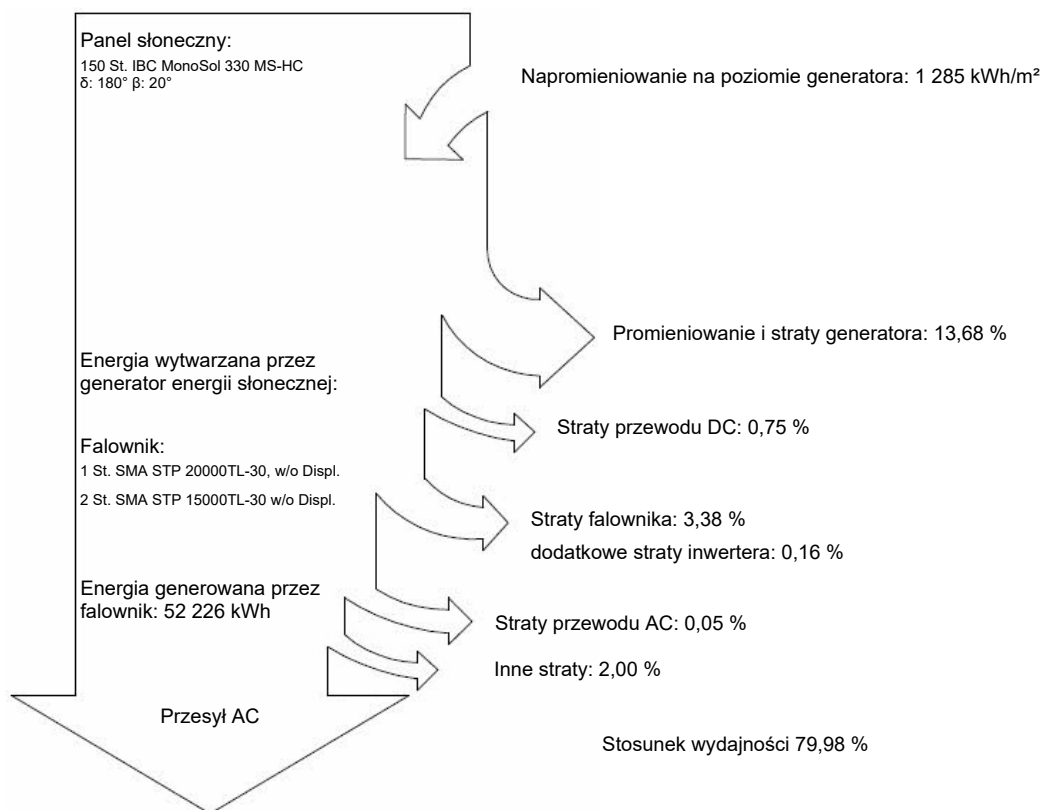 Panel słoneczny:
150 St. IBC MonoSol 330 MS-HC
δ: 180° β: 20°
Napromieniowanie na poziomie generatora: 1 285 kWh/m²
Promieniowanie i straty generatora: 13,68 %
Energia wytwarzana przez
generator energii słonecznej:
Straty przewodu DC: 0,75 %
Falownik:
1 St. SMA STP 20000TL-30, w/o Displ.
2 St. SMA STP 15000TL-30 w/o Displ.
Straty falownika: 3,38 %
dodatkowe straty inwertera: 0,16 %
Energia generowana przez
falownik: 52 226 kWh
Straty przewodu AC: 0,05 %
Inne straty: 2,00 %
Przesył AC
Stosunek wydajności 79,98 %